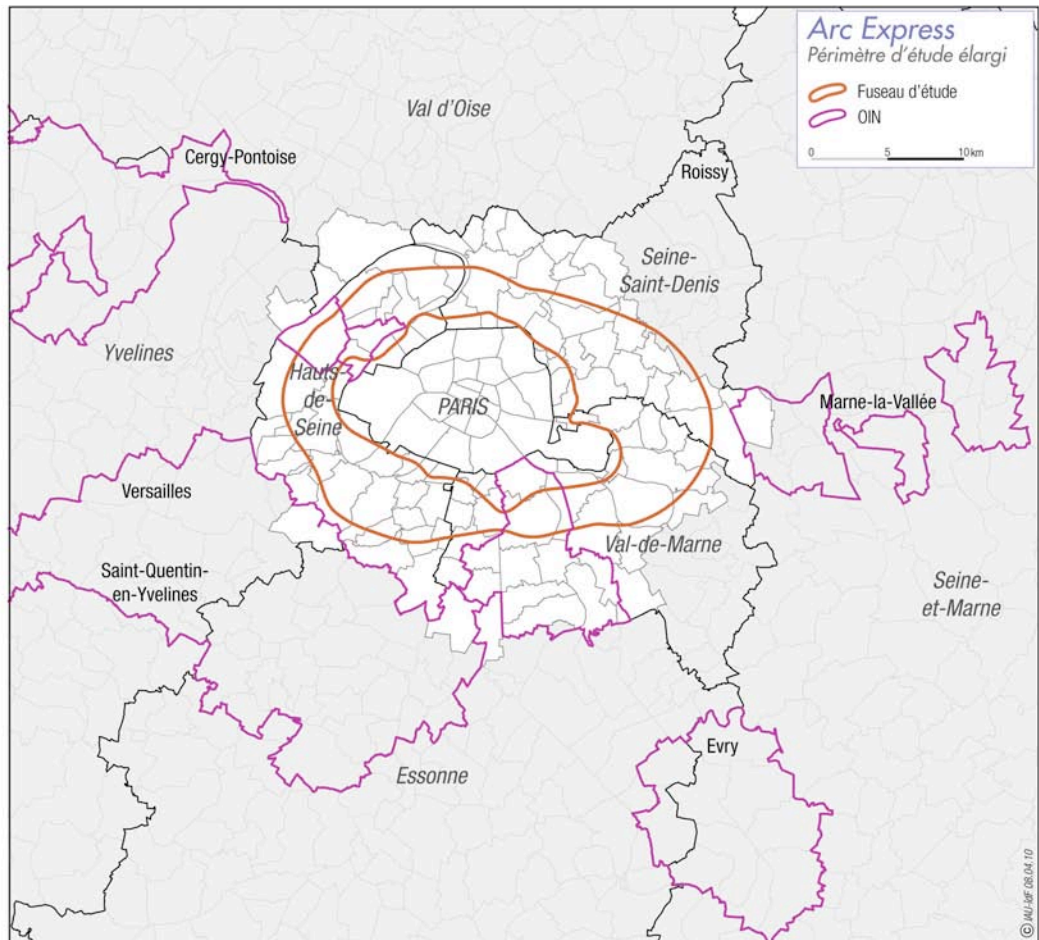 Arc Express
Périmètre d'étude élargi
Fuseau d'étude
OIN
0 5 10 km
Val d'Oise
Cergy-Pontoise
Roissy
Seine-
Saint-Denis
Yvelines
Hauts-
de-
Seine
PARIS
Marne-la-Vallée
Versailles
Val-de-Marne
Saint-Quentin-
en-Yvelines
Seine-
et-Marne
Evry
Essonne
© IAU-îdF 08.04.10